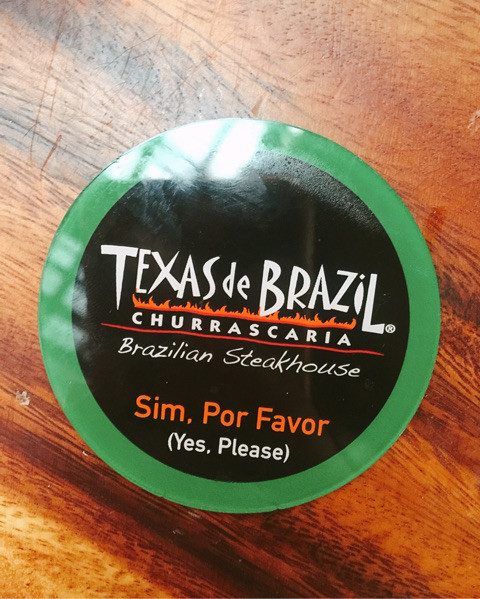 TEXAS de BRAZIL®
CHURRASCARIA
Brazilian Steakhouse
Sim, Por Favor
(Yes, Please)